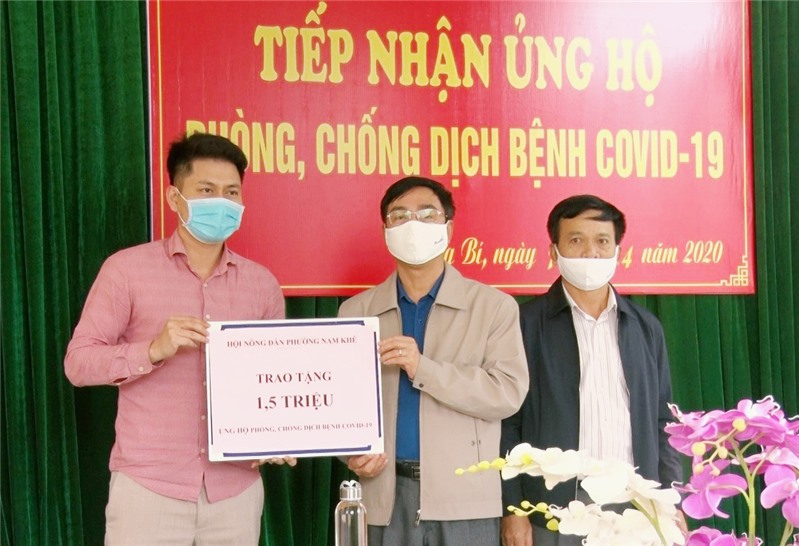 TIẾP NHẬN ỦNG HỘ
PHÒNG, CHỐNG DỊCH BỆNH COVID-19
Bí, ngày 4 năm 2020
HỘI NÔNG DÂN PHƯỜNG NAM KHÊ
TRAO TẶNG
1,5 TRIỆU
ỦNG HỘ PHÒNG, CHỐNG DỊCH BỆNH COVID-19